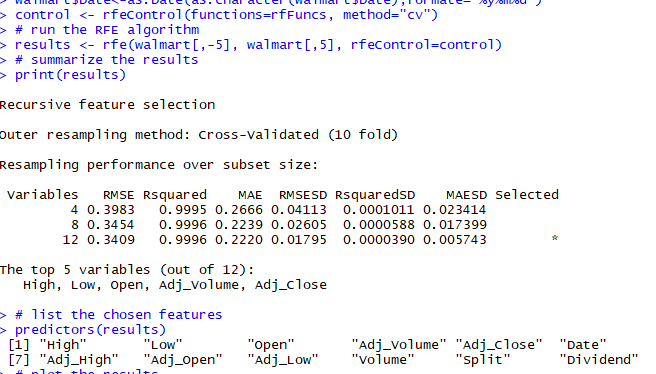 > walmart$Date<-as.Date(as.character(walmart$Date),formate="%y%m%d")
> control <- rfeControl(functions=rfFuncs, method="cv")
> # run the RFE algorithm
> results <- rfe(walmart[,-5], walmart[,5], rfeControl=control)
> # summarize the results
> print(results)
Recursive feature selection
Outer resampling method: Cross-Validated (10 fold)
Resampling performance over subset size:
Variables RMSE Rsquared MAE RMSESD RsquaredSD MAESD Selected
4 0.3983 0.9995 0.2666 0.04113 0.0001011 0.023414
8 0.3454 0.9996 0.2239 0.02605 0.0000588 0.017399
12 0.3409 0.9996 0.2220 0.01795 0.0000390 0.005743 *
The top 5 variables (out of 12):
High, Low, Open, Adj_Volume, Adj_Close
> # list the chosen features
> predictors(results)
[1] "High" "Low" "Open" "Adj_Volume" "Adj_Close" "Date"
[7] "Adj_High" "Adj_Open" "Adj_Low" "Volume" "Split" "Dividend"
> # plot the results